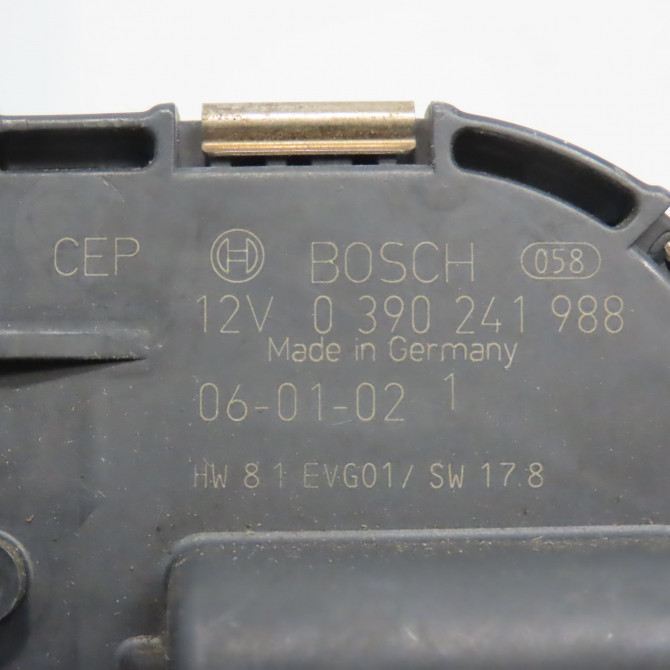 CEP BOSCH 058
12V 0 390 241 988
Made in Germany
06-01-02 1
HW 8 1 EVG01/ SW 17.8